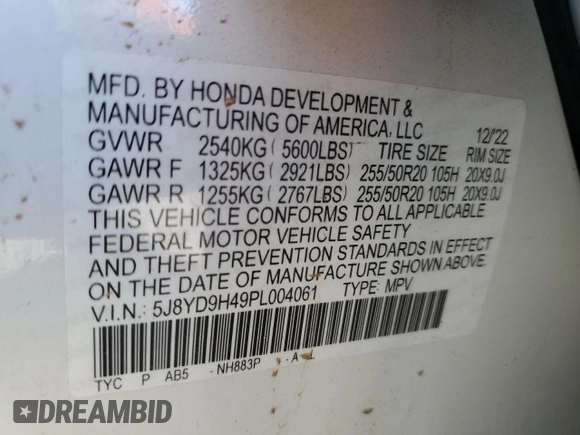 MFD. BY HONDA DEVELOPMENT &
MANUFACTURING OF AMERICA, LLC 12/'22
GVWR 2540KG ( 5600LBS) TIRE SIZE RIM SIZE
GAWR F 1325KG ( 2921LBS) 255/50R20 105H 20X9.0J
GAWR R 1255KG ( 2767LBS) 255/50R20 105H 20X9.0J
THIS VEHICLE CONFORMS TO ALL APPLICABLE
FEDERAL MOTOR VEHICLE SAFETY
AND THEFT PREVENTION STANDARDS IN EFFECT
ON THE DATE OF MANUFACTURE SHOWN ABOVE.
V.I.N.: 5J8YD9H49PL004061 TYPE: MPV
TYC P AB5 -NH883P - A
DREAMBID